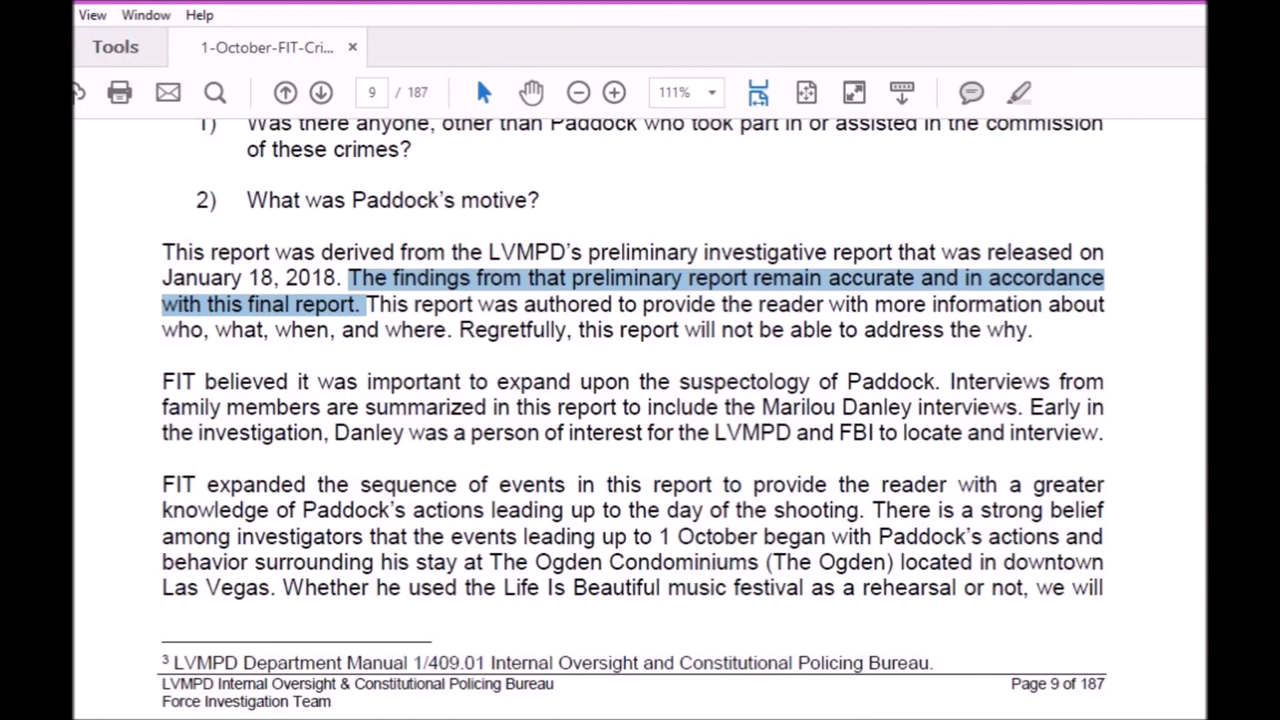 View Window Help
Tools 1-October-FIT-Cri... ×
9 / 187 111%
1) Was there anyone, other than Paddock who took part in or assisted in the commission
of these crimes?
2) What was Paddock's motive?
This report was derived from the LVMPD's preliminary investigative report that was released on
January 18, 2018. The findings from that preliminary report remain accurate and in accordance
with this final report. This report was authored to provide the reader with more information about
who, what, when, and where. Regretfully, this report will not be able to address the why.
FIT believed it was important to expand upon the suspectology of Paddock. Interviews from
family members are summarized in this report to include the Marilou Danley interviews. Early in
the investigation, Danley was a person of interest for the LVMPD and FBI to locate and interview.
FIT expanded the sequence of events in this report to provide the reader with a greater
knowledge of Paddock's actions leading up to the day of the shooting. There is a strong belief
among investigators that the events leading up to 1 October began with Paddock's actions and
behavior surrounding his stay at The Ogden Condominiums (The Ogden) located in downtown
Las Vegas. Whether he used the Life Is Beautiful music festival as a rehearsal or not, we will
3 LVMPD Department Manual 1/409.01 Internal Oversight and Constitutional Policing Bureau.
LVMPD Internal Oversight & Constitutional Policing Bureau Page 9 of 187
Force Investigation Team